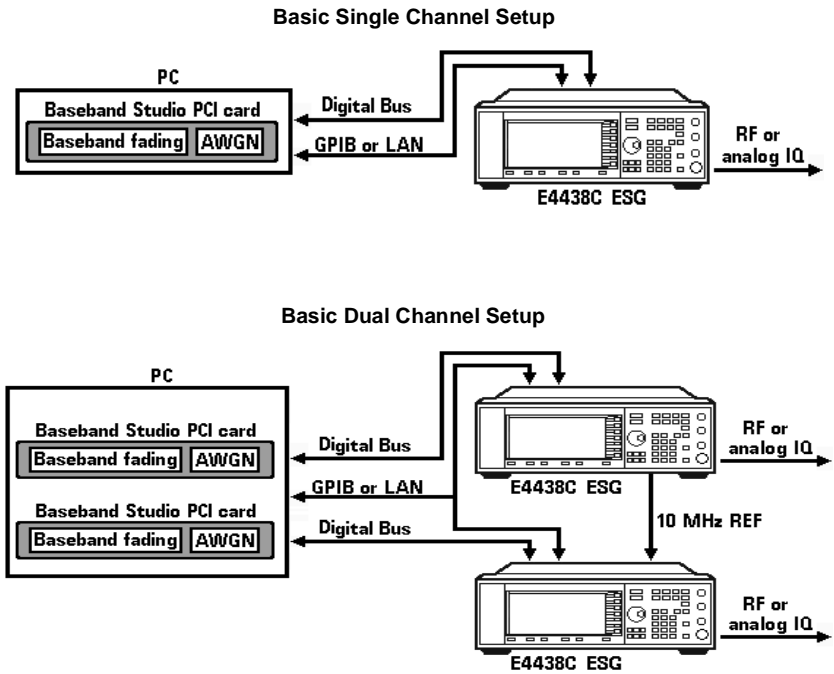 Basic Single Channel Setup
PC
Baseband Studio PCI card
Baseband fading AWGN
Digital Bus
GPIB or LAN
E4438C ESG
RF or
analog IQ
Basic Dual Channel Setup
PC
Baseband Studio PCI card
Baseband fading AWGN
Baseband Studio PCI card
Baseband fading AWGN
Digital Bus
GPIB or LAN
Digital Bus
E4438C ESG
RF or
analog IQ
10 MHz REF
E4438C ESG
RF or
analog IQ